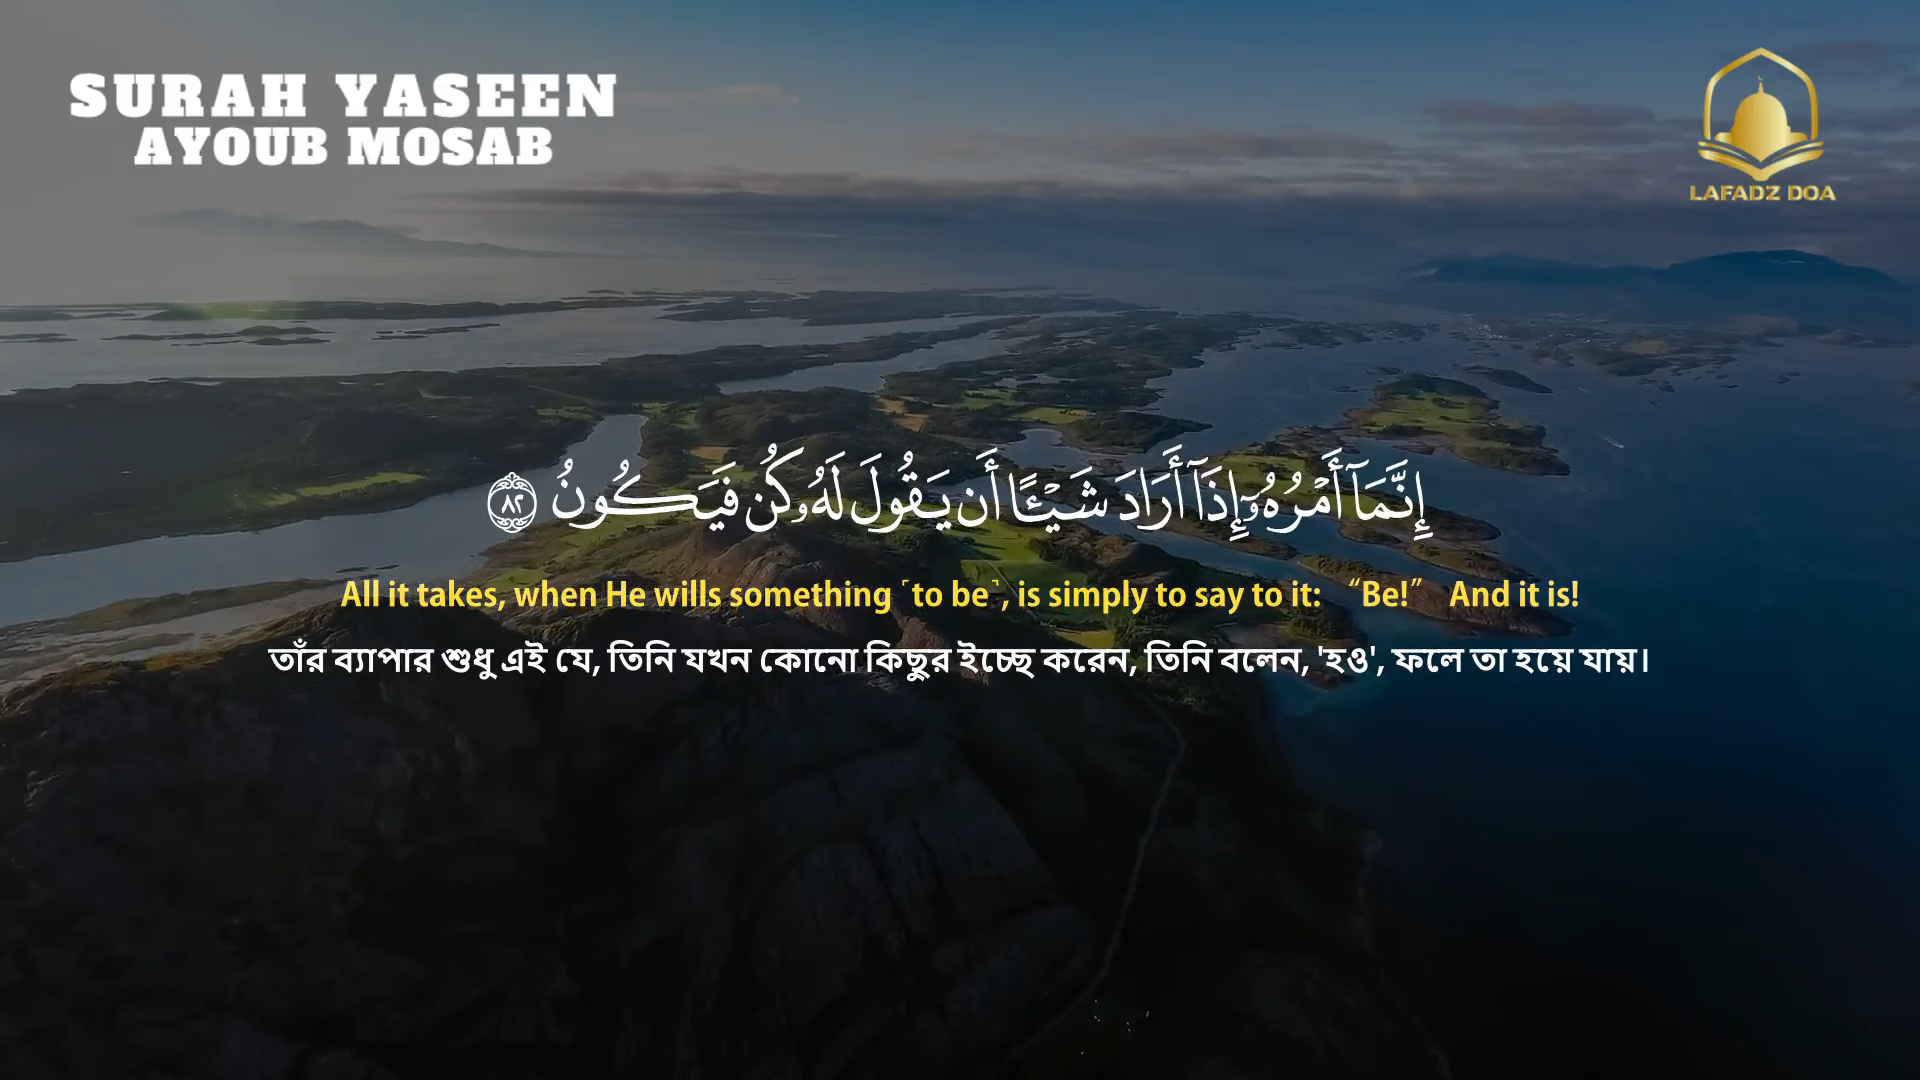 SURAH YASEEN
AYOUB MOSAB
LAFADZ DOA
إِنَّمَآ أَمْرُهُۥٓ إِذَآ أَرَادَ شَيْـًٔا أَن يَقُولَ لَهُۥ كُن فَيَكُونُ ٨٢
All it takes, when He wills something ˹to be˺, is simply to say to it: “Be!” And it is!
তাঁর ব্যাপার শুধু এই যে, তিনি যখন কোনো কিছুর ইচ্ছে করেন, তিনি বলেন, 'হও', ফলে তা হয়ে যায়।